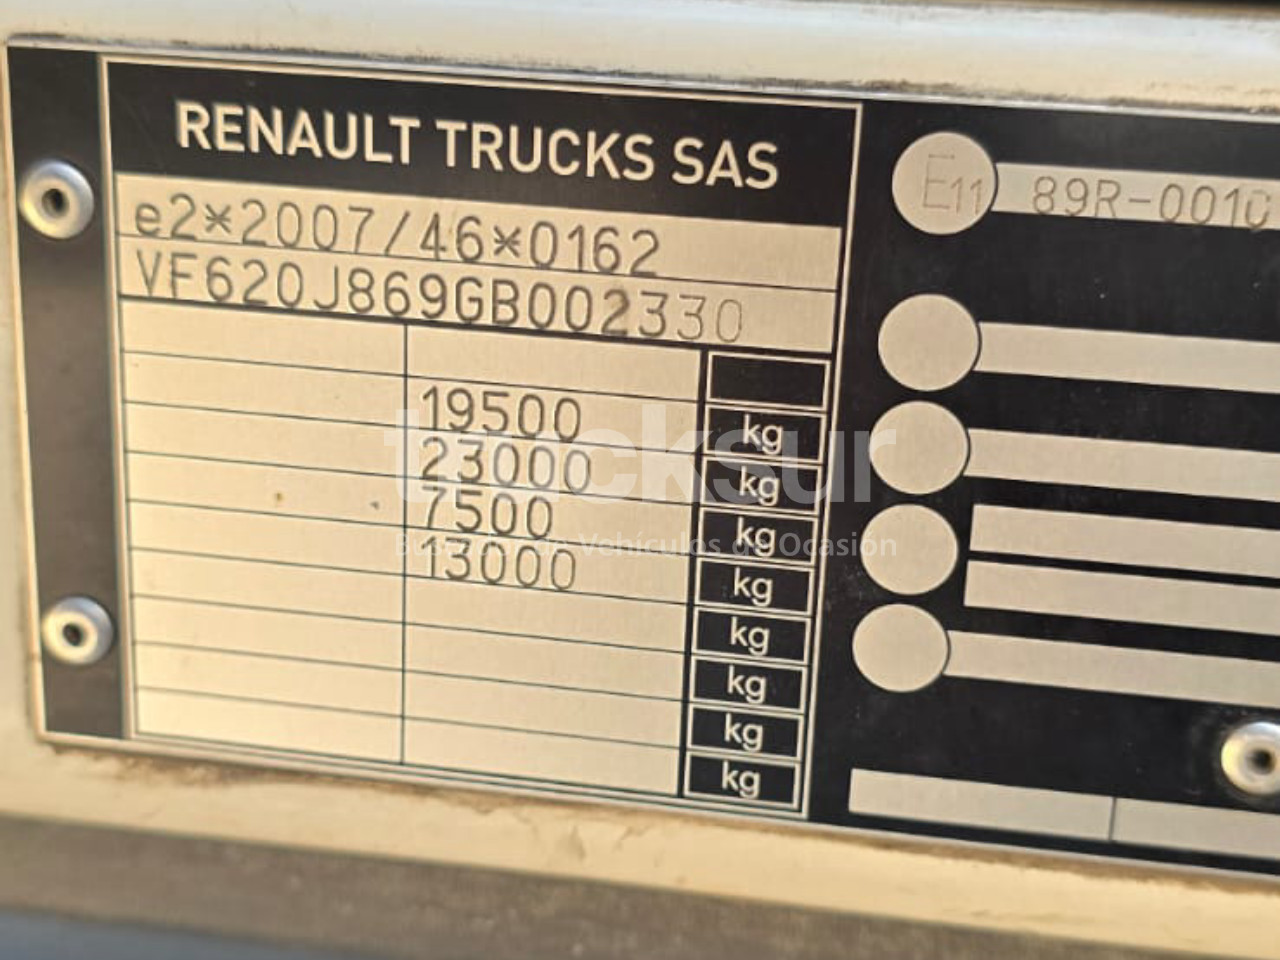 RENAULT TRUCKS SAS
e2*2007/46*0162
VF620J869GB002330
19500 kg
23000 kg
7500 kg
13000 kg
kg
kg
kg
kg
E11 89R-0010
trucksur
Buscador de Vehículos de Ocasión